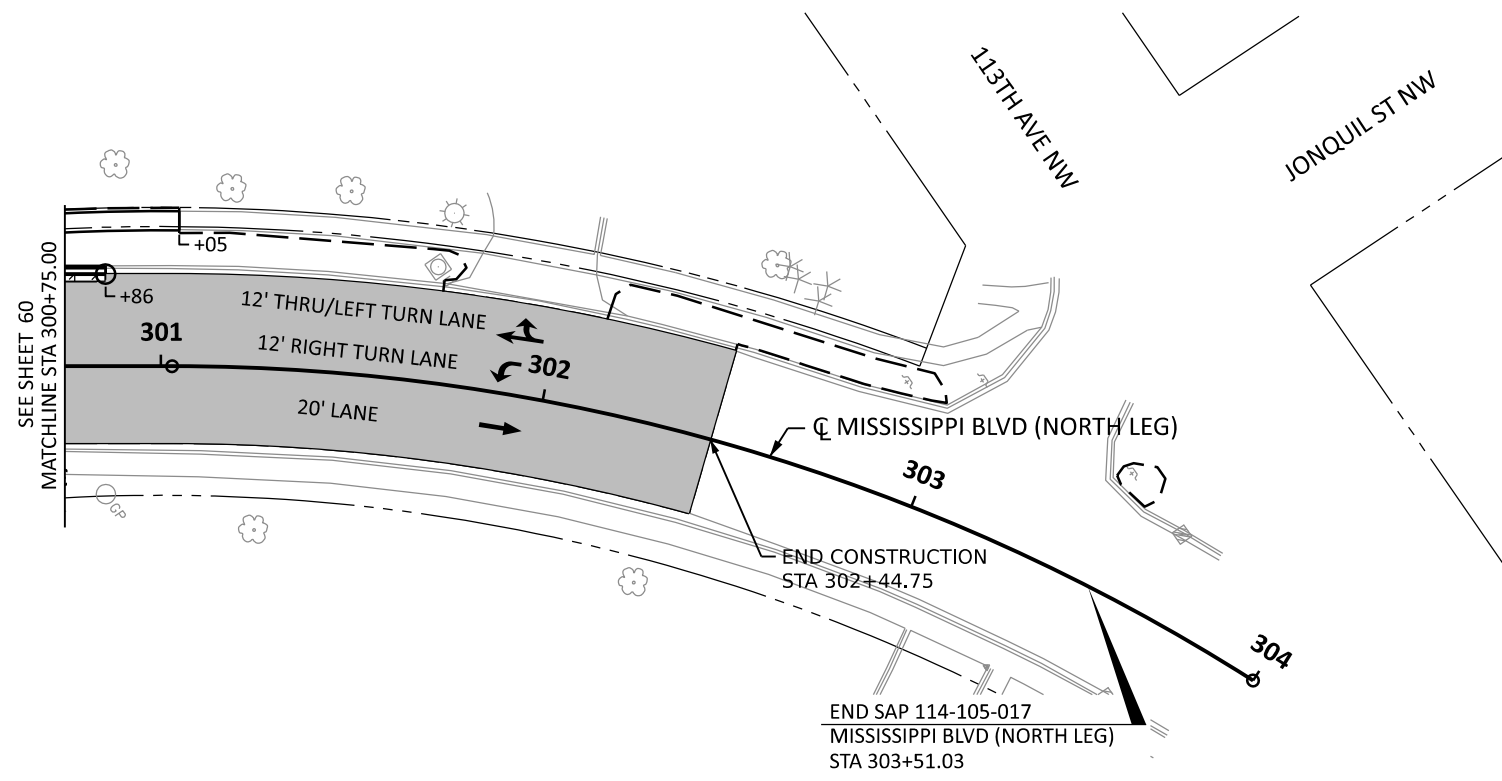 113TH AVE NW
JONQUIL ST NW
SEE SHEET 60
MATCHLINE STA 300+75.00
+05
+86
12' THRU/LEFT TURN LANE
301
12' RIGHT TURN LANE
302
20' LANE
℄ MISSISSIPPI BLVD (NORTH LEG)
303
GP
END CONSTRUCTION
STA 302+44.75
304
END SAP 114-105-017
MISSISSIPPI BLVD (NORTH LEG)
STA 303+51.03